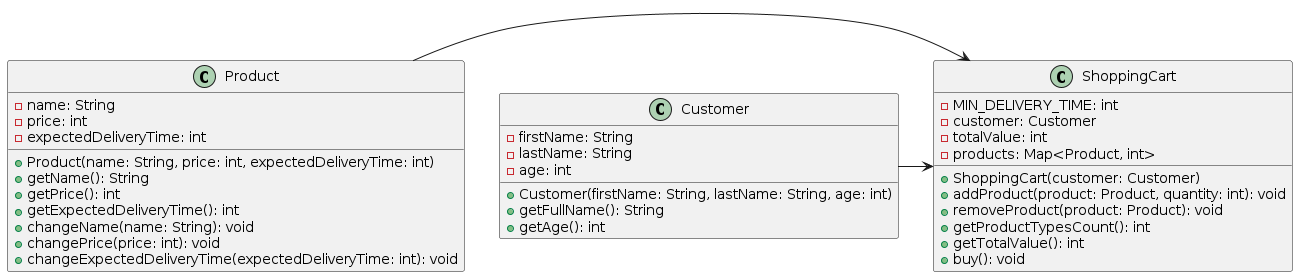 C Product
name: String
price: int
expectedDeliveryTime: int
Product(name: String, price: int, expectedDeliveryTime: int)
getName(): String
getPrice(): int
getExpectedDeliveryTime(): int
changeName(name: String): void
changePrice(price: int): void
changeExpectedDeliveryTime(expectedDeliveryTime: int): void
C Customer
firstName: String
lastName: String
age: int
Customer(firstName: String, lastName: String, age: int)
getFullName(): String
getAge(): int
C ShoppingCart
MIN_DELIVERY_TIME: int
customer: Customer
totalValue: int
products: Map<Product, int>
ShoppingCart(customer: Customer)
addProduct(product: Product, quantity: int): void
removeProduct(product: Product): void
getProductTypesCount(): int
getTotalValue(): int
buy(): void